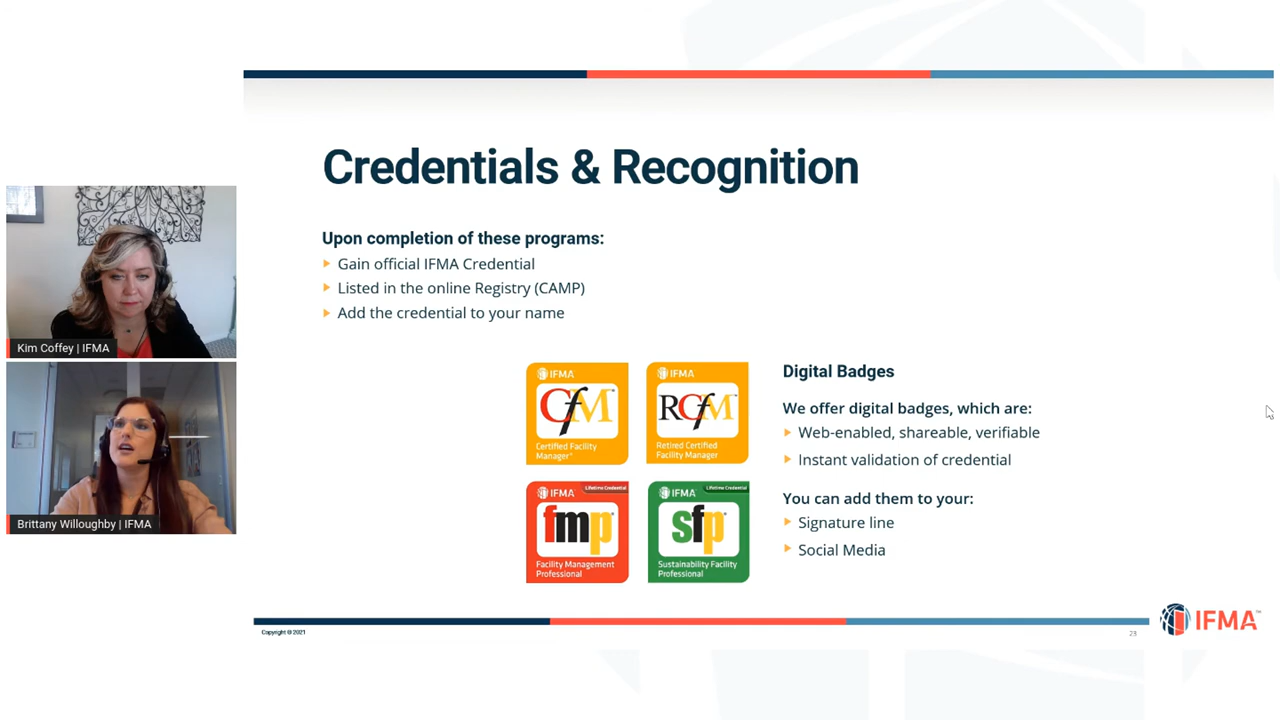 Credentials & Recognition
Upon completion of these programs:
Gain official IFMA Credential
Listed in the online Registry (CAMP)
Add the credential to your name
Kim Coffey | IFMA
Brittany Willoughby | IFMA
IFMA
CfM™
Certified Facility
Manager®
IFMA
RCfM™
Retired Certified
Facility Manager
IFMA
Lifetime Credential
fmp
Facility Management
Professional
IFMA
Lifetime Credential
sfp
Sustainability Facility
Professional
Digital Badges
We offer digital badges, which are:
Web-enabled, shareable, verifiable
Instant validation of credential
You can add them to your:
Signature line
Social Media
Copyright © 2021
23
IFMA™